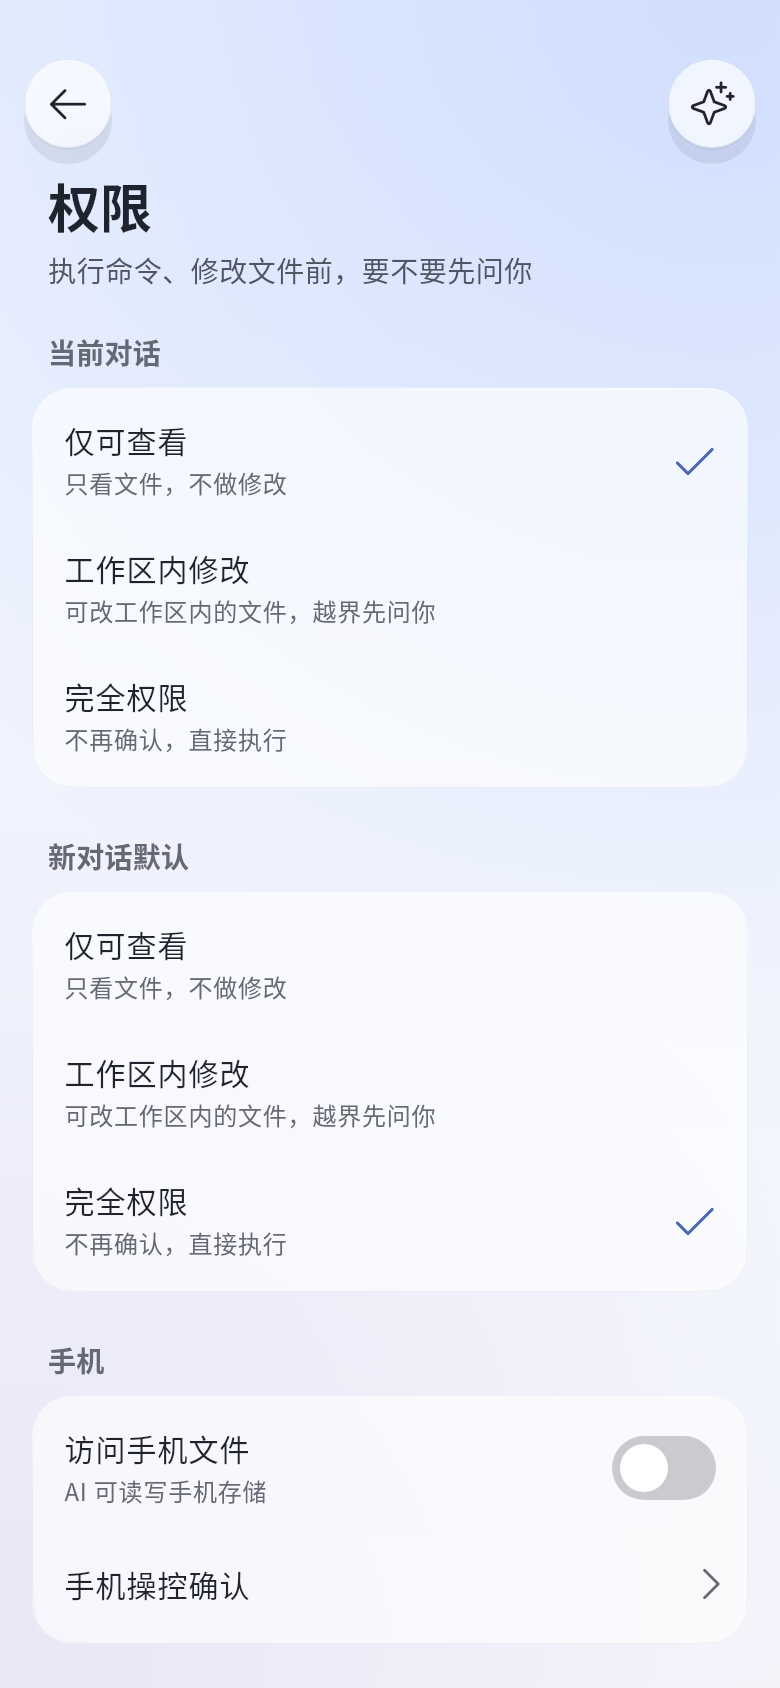 权限
执行命令、修改文件前，要不要先问你
当前对话
仅可查看
只看文件，不做修改
工作区内修改
可改工作区内的文件，越界先问你
完全权限
不再确认，直接执行
新对话默认
仅可查看
只看文件，不做修改
工作区内修改
可改工作区内的文件，越界先问你
完全权限
不再确认，直接执行
手机
访问手机文件
AI 可读写手机存储
手机操控确认